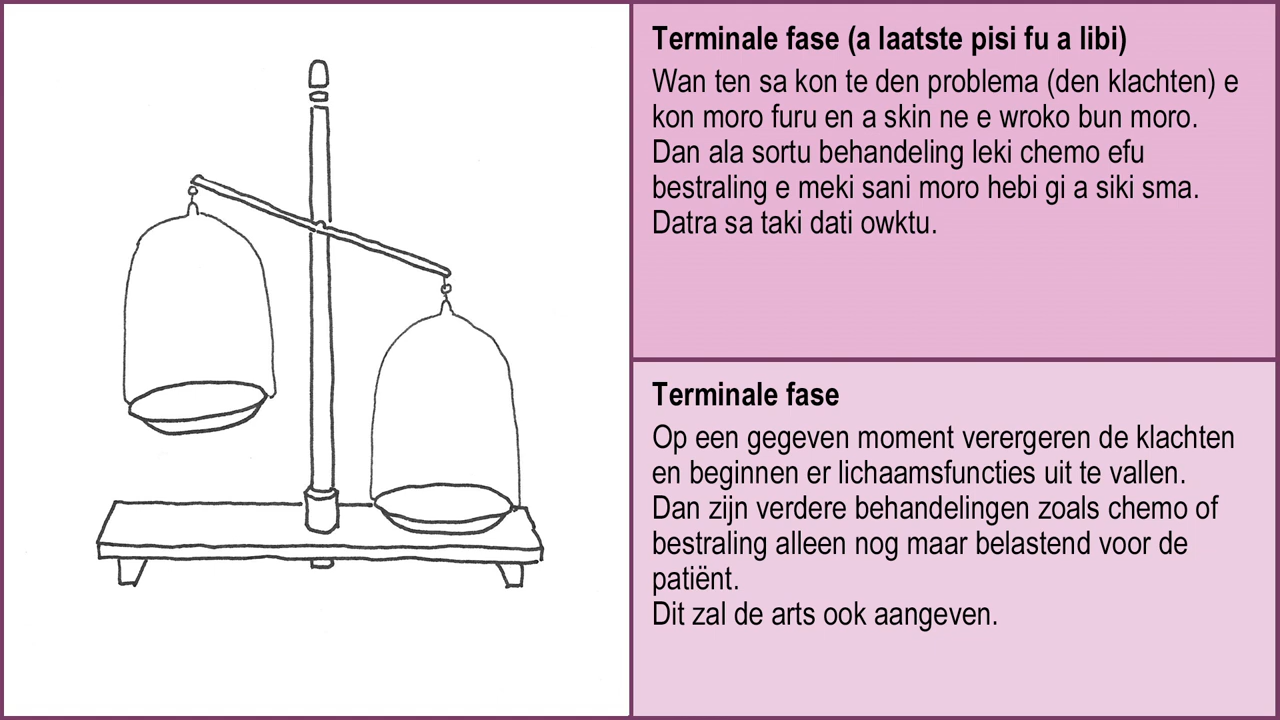 Terminale fase (a laatste pisi fu a libi)
Wan ten sa kon te den problema (den klachten) e
kon moro furu en a skin ne e wroko bun moro.
Dan ala sortu behandeling leki chemo efu
bestraling e meki sani moro hebi gi a siki sma.
Datra sa taki dati owktu.
Terminale fase
Op een gegeven moment verergeren de klachten
en beginnen er lichaamsfuncties uit te vallen.
Dan zijn verdere behandelingen zoals chemo of
bestraling alleen nog maar belastend voor de
patiënt.
Dit zal de arts ook aangeven.